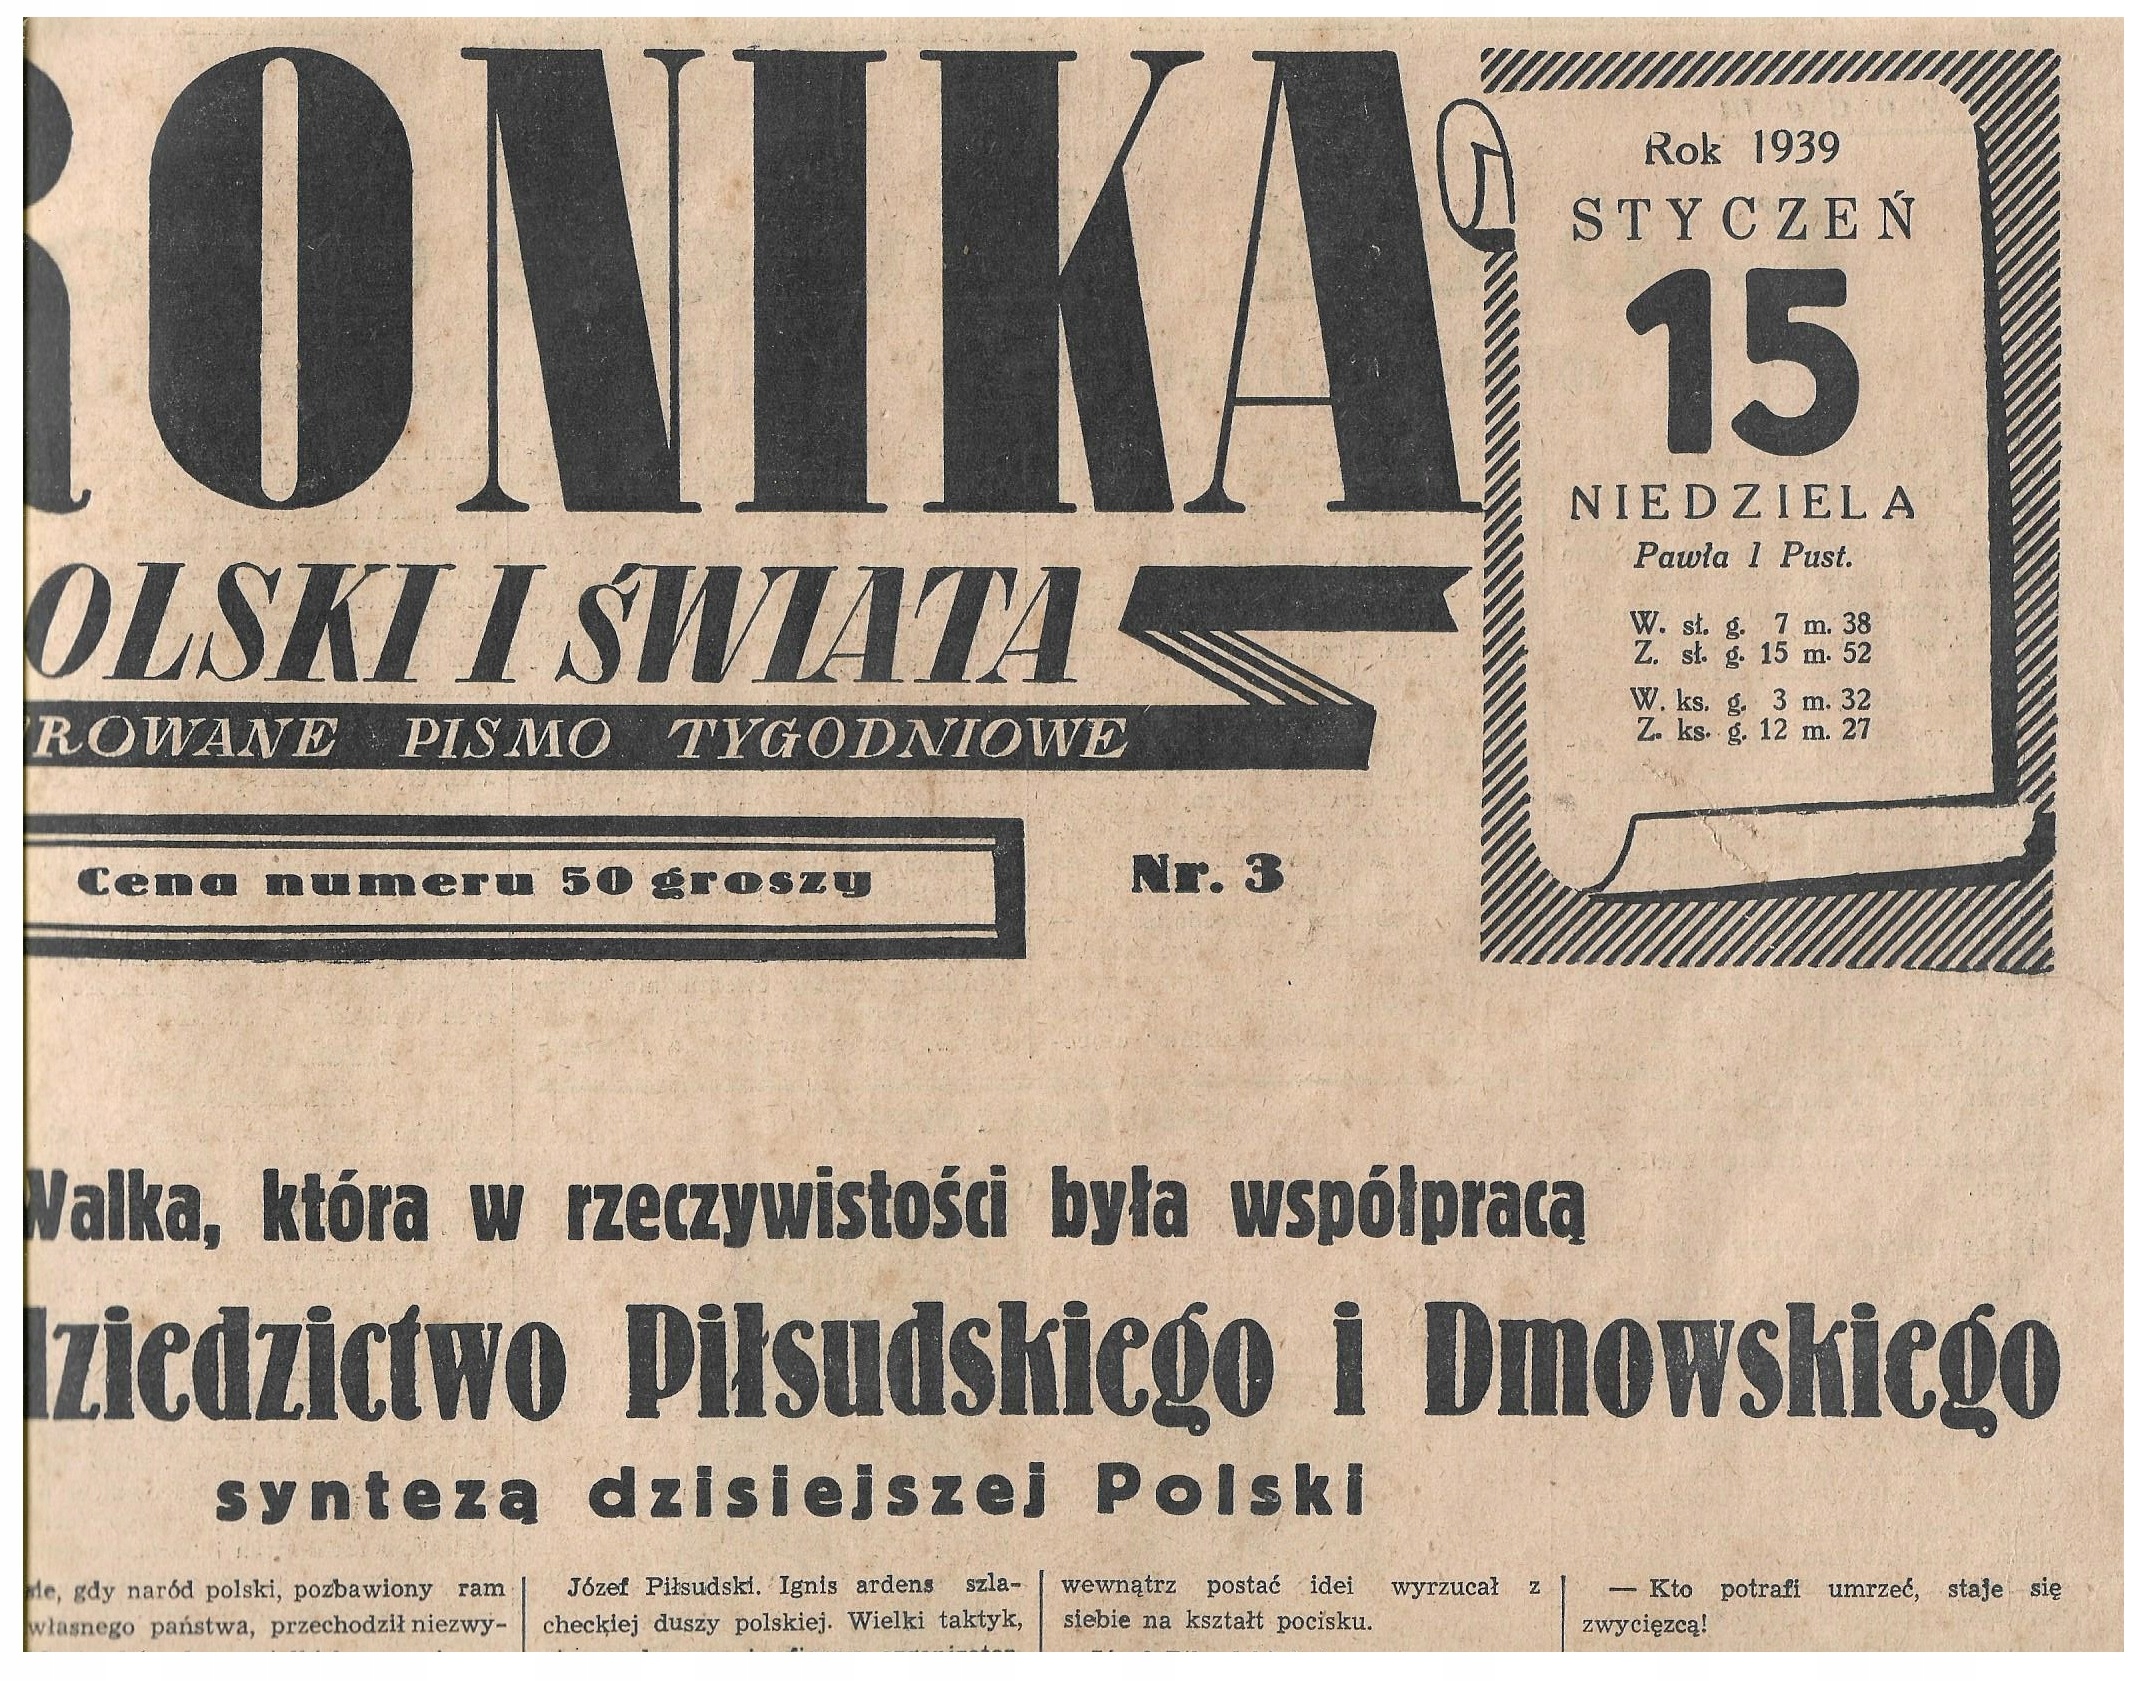 RONIKA
OLSKI I ŚWIATA
ROWANE PISMO TYGODNIOWE
Cena numeru 50 groszy
Nr. 3
Rok 1939
STYCZEŃ
15
NIEDZIELA
Pawła 1 Pust.
W. sł. g. 7 m. 38
Z. sł. g. 15 m. 52
W. ks. g. 3 m. 32
Z. ks. g. 12 m. 27
Walka, która w rzeczywistości była współpracą
dziedzictwo Piłsudskiego i Dmowskiego
syntezą dzisiejszej Polski
gdy naród polski, pozbawiony ram
własnego państwa, przechodził niezwy-
Józef Piłsudski. Ignis ardens szla-
checkiej duszy polskiej. Wielki taktyk,
wewnątrz postać idei wyrzucał z
siebie na kształt pocisku.
— Kto potrafi umrzeć, staje się
zwycięzcą!